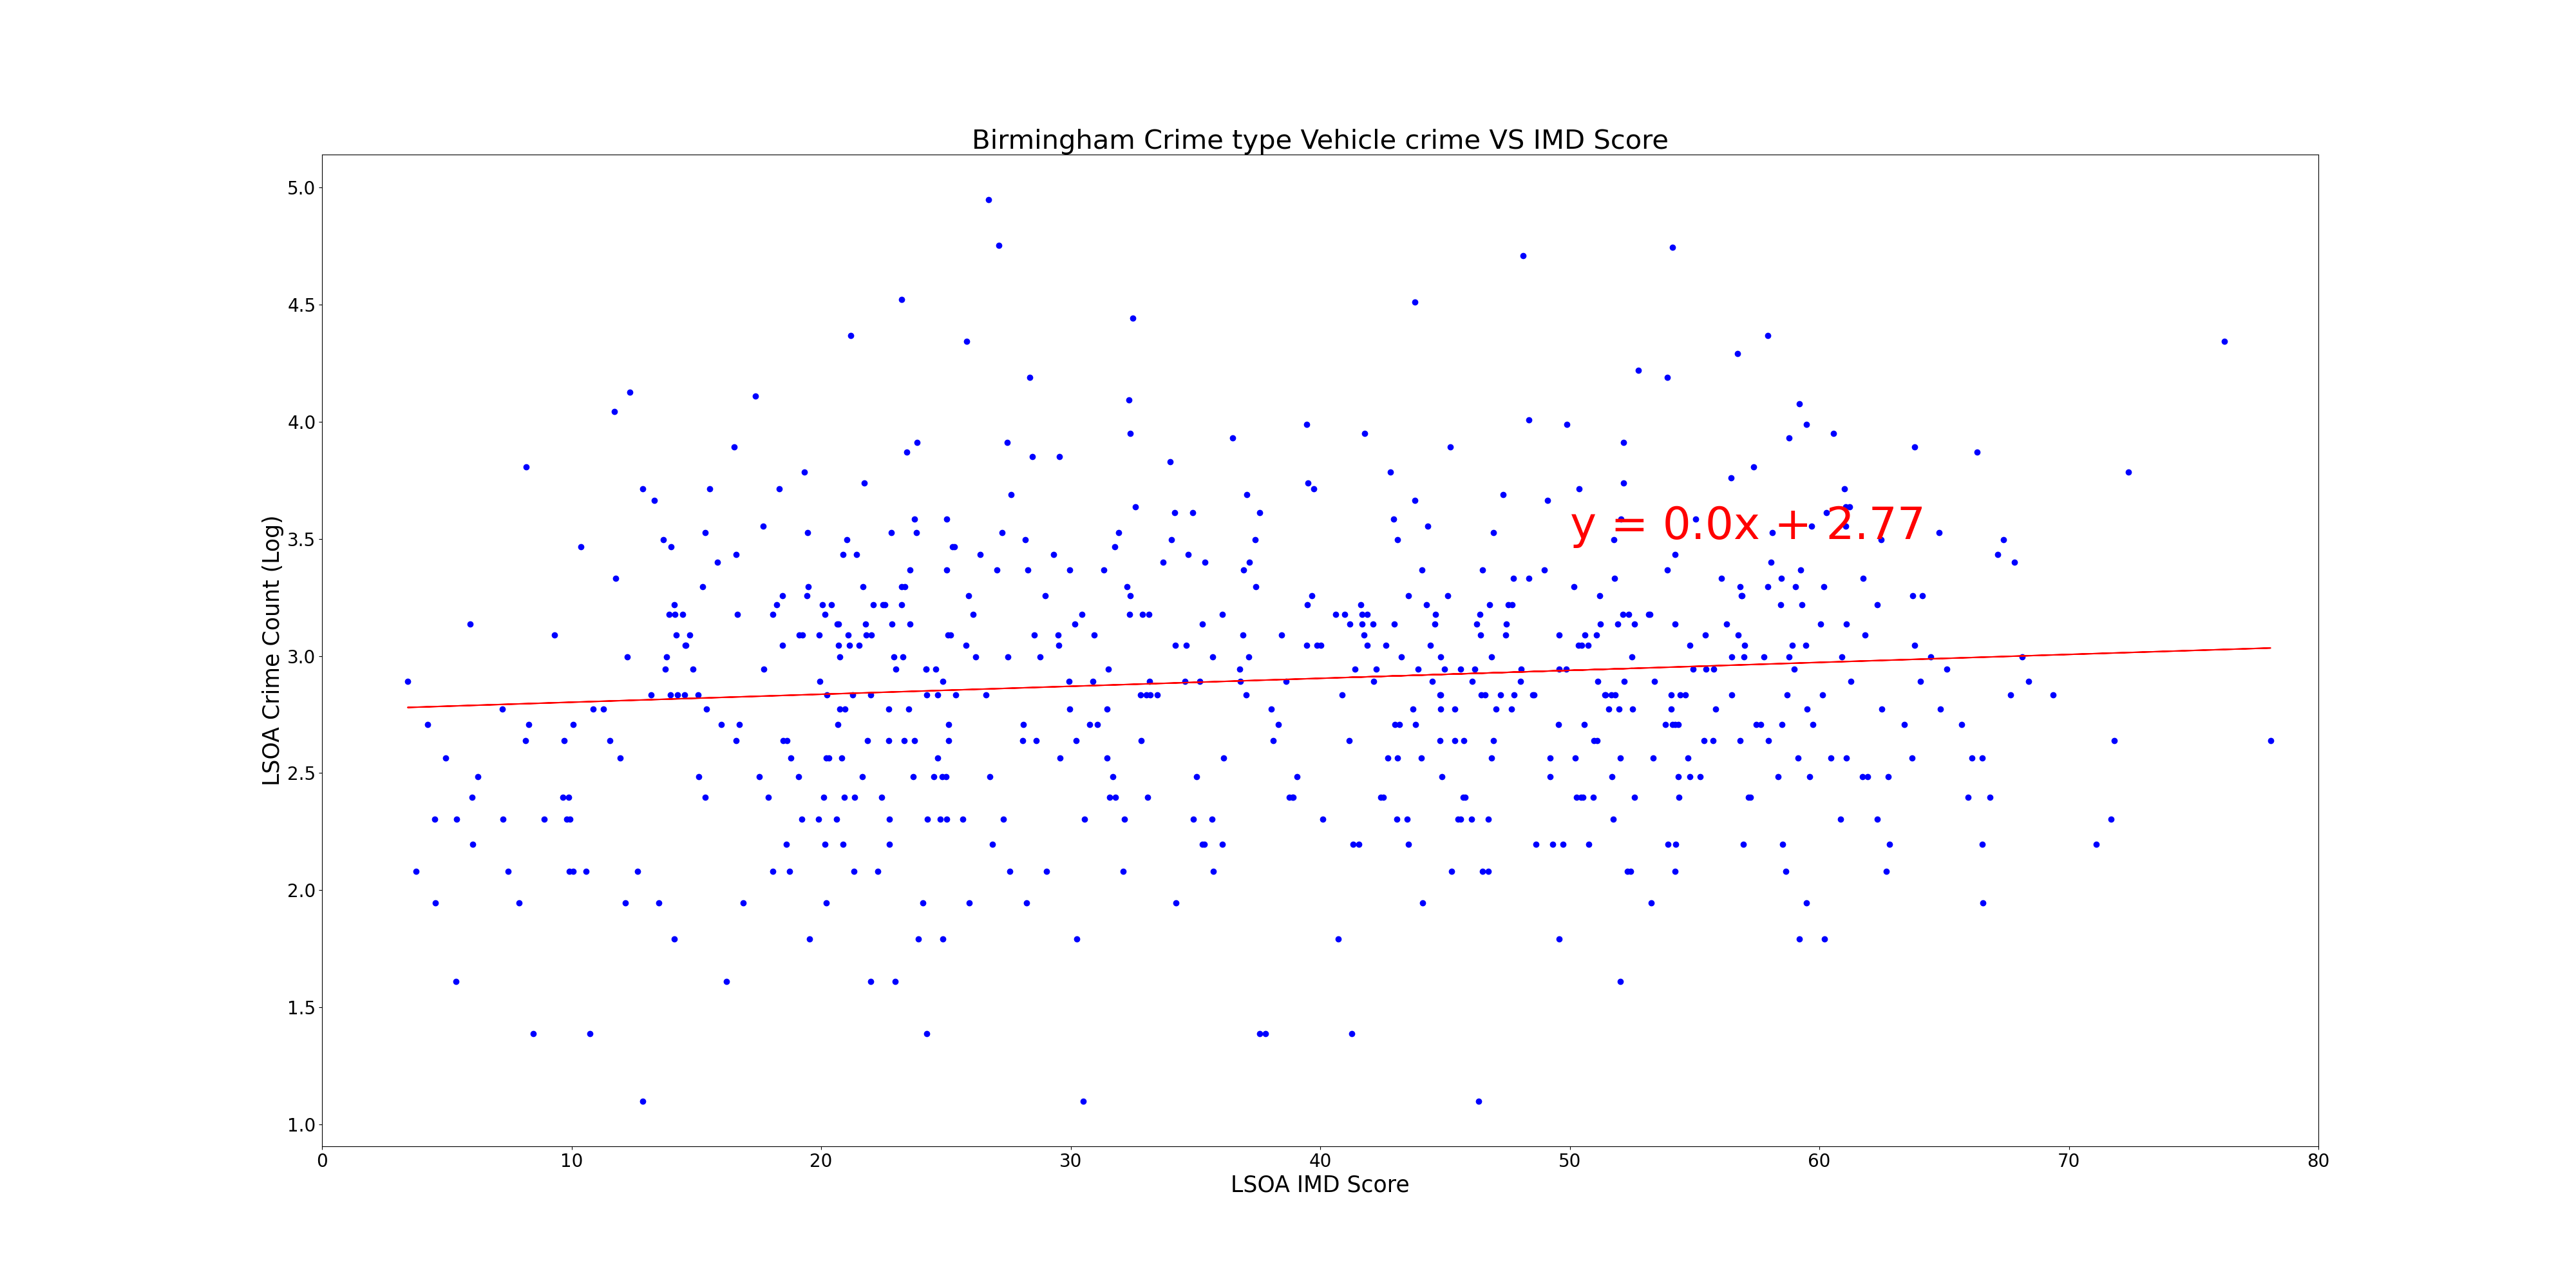 Birmingham Crime type Vehicle crime VS IMD Score
5.0
4.5
4.0
3.5
3.0
2.5
2.0
1.5
1.0
LSOA Crime Count (Log)
y = 0.0x + 2.77
0 10 20 30 40 50 60 70 80
LSOA IMD Score